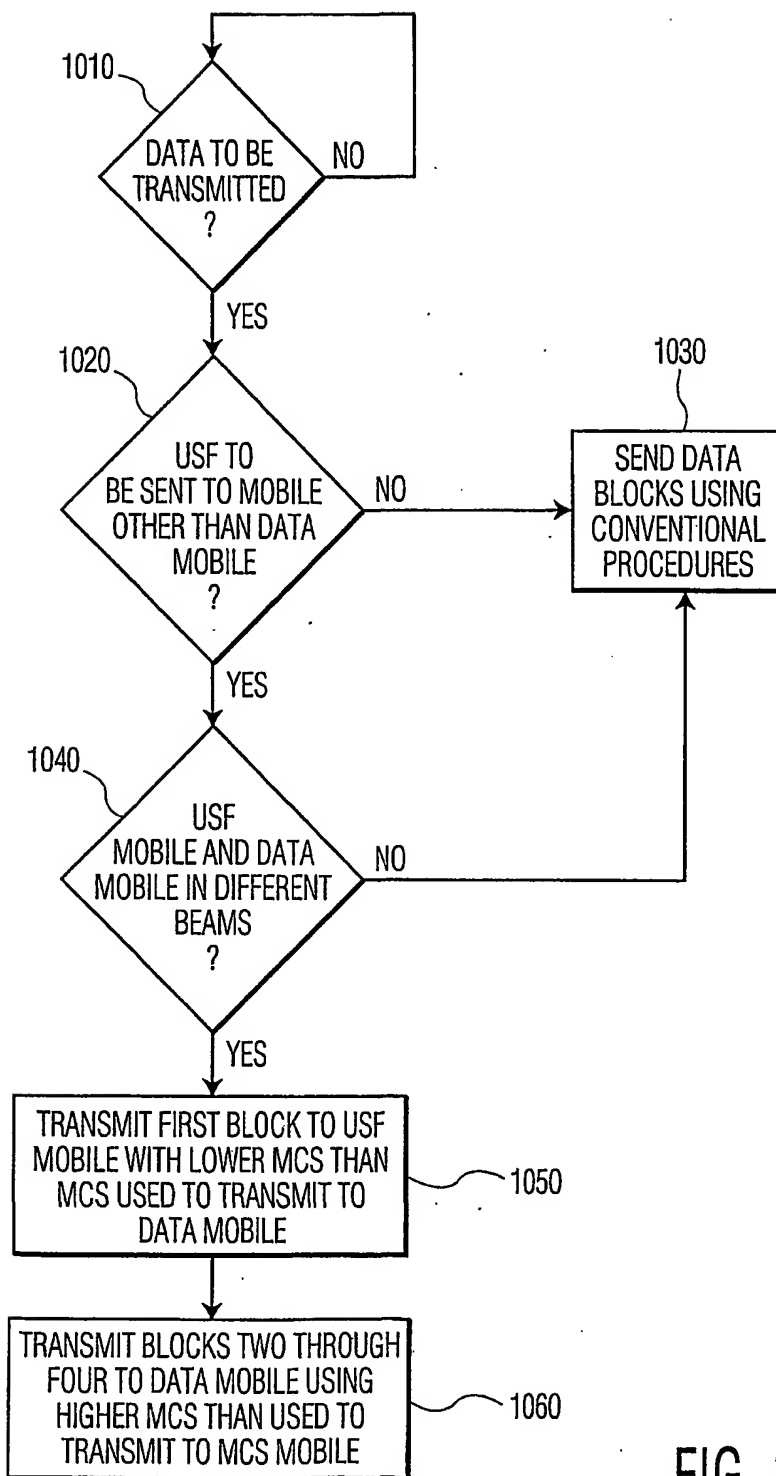 1010
DATA TO BE
TRANSMITTED
?
NO
YES
1020
USF TO
BE SENT TO MOBILE
OTHER THAN DATA
MOBILE
?
NO
1030
SEND DATA
BLOCKS USING
CONVENTIONAL
PROCEDURES
YES
1040
USF
MOBILE AND DATA
MOBILE IN DIFFERENT
BEAMS
?
NO
YES
TRANSMIT FIRST BLOCK TO USF
MOBILE WITH LOWER MCS THAN
MCS USED TO TRANSMIT TO
DATA MOBILE
1050
TRANSMIT BLOCKS TWO THROUGH
FOUR TO DATA MOBILE USING
HIGHER MCS THAN USED TO
TRANSMIT TO MCS MOBILE
1060
FIG.